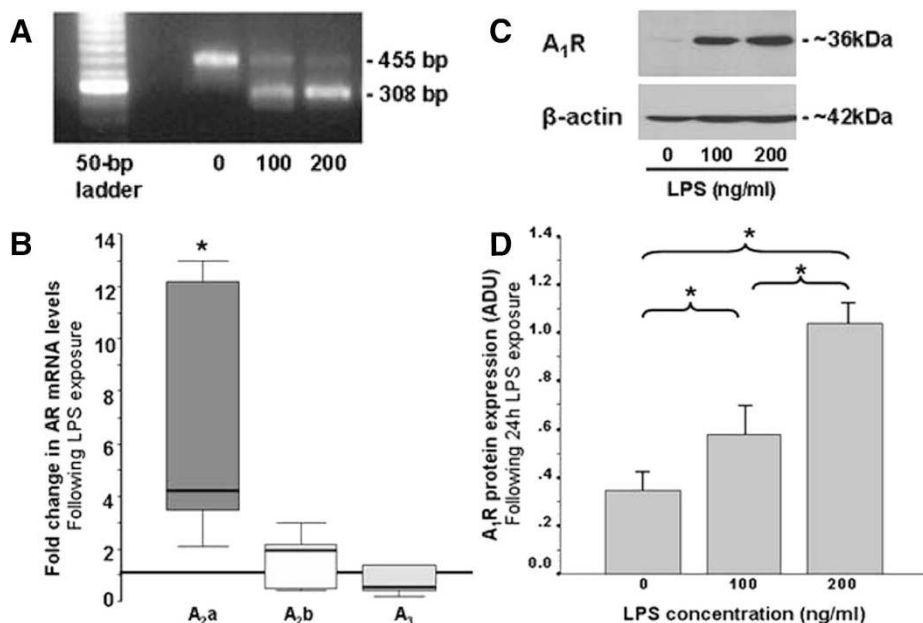 A
- 455 bp
- 308 bp
50-bp
ladder
0
100
200
B
Fold change in AR mRNA levels
Following LPS exposure
14
12
10
8
6
4
2
0
*
A₂a
A₂b
A₃
C
A₁R
- ~36kDa
β-actin
- ~42kDa
0
100
200
LPS (ng/ml)
D
A₁R protein expression (ADU)
Following 24h LPS exposure
1.4
1.2
1.0
.8
.6
.4
.2
0.0
*
*
*
0
100
200
LPS concentration (ng/ml)